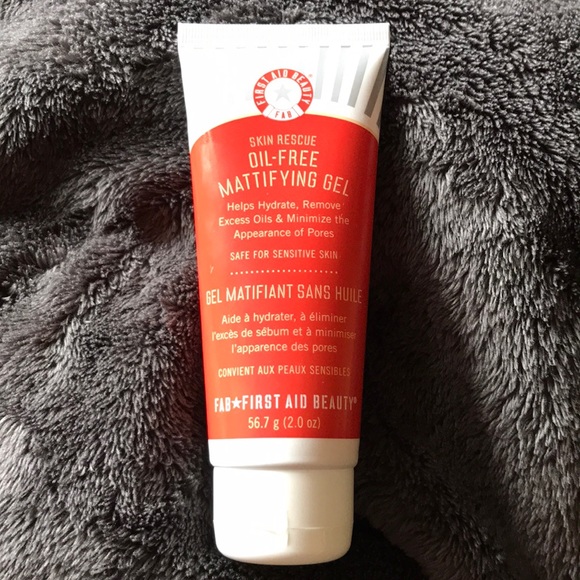 FIRST AID BEAUTY®
FAB
SKIN RESCUE
OIL-FREE
MATTIFYING GEL
Helps Hydrate, Remove
Excess Oils & Minimize the
Appearance of Pores
SAFE FOR SENSITIVE SKIN
GEL MATIFIANT SANS HUILE
Aide à hydrater, à éliminer
l'excès de sébum et à minimiser
l'apparence des pores
CONVIENT AUX PEAUX SENSIBLES
FAB★FIRST AID BEAUTY®
56.7 g (2.0 oz)